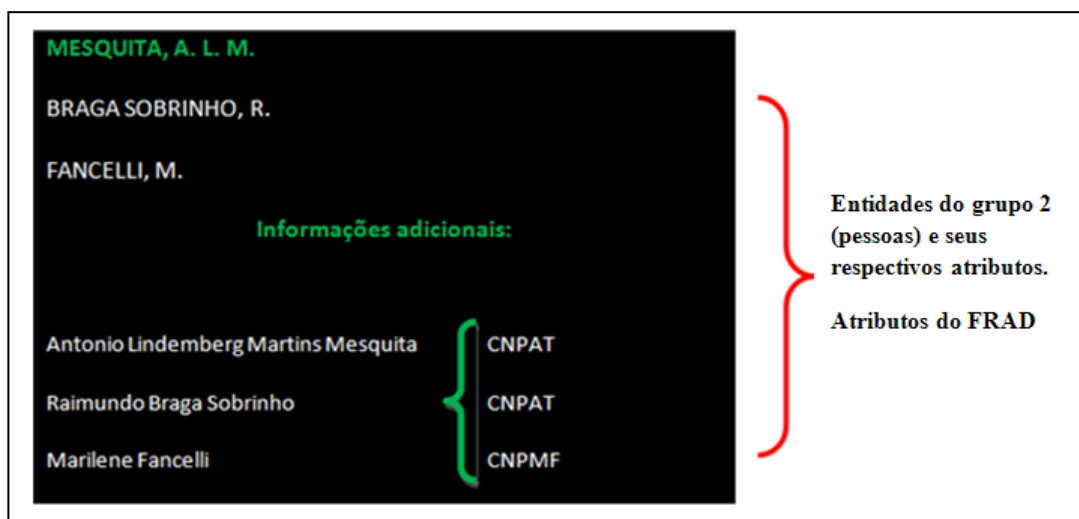 MESQUITA, A. L. M.
BRAGA SOBRINHO, R.
FANCELLI, M.
Informações adicionais:
Antonio Lindemberg Martins Mesquita CNPAT
Raimundo Braga Sobrinho CNPAT
Marilene Fancelli CNPMF
Entidades do grupo 2
(pessoas) e seus
respectivos atributos.
Atributos do FRAD